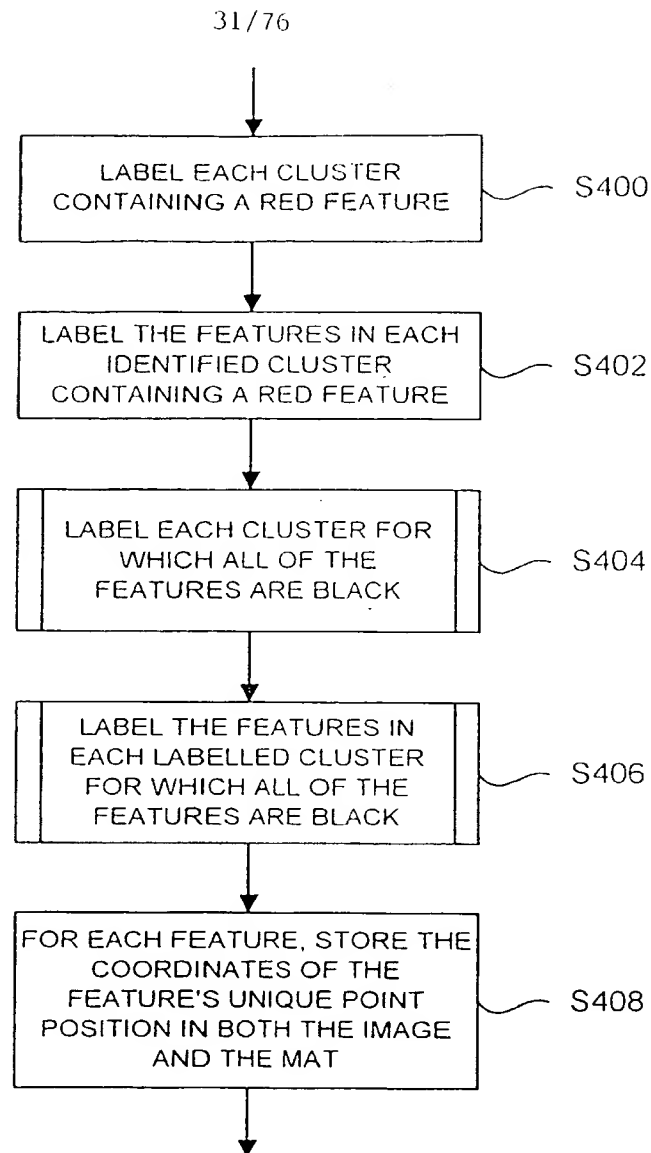 31/76
LABEL EACH CLUSTER
CONTAINING A RED FEATURE
S400
LABEL THE FEATURES IN EACH
IDENTIFIED CLUSTER
CONTAINING A RED FEATURE
S402
LABEL EACH CLUSTER FOR
WHICH ALL OF THE
FEATURES ARE BLACK
S404
LABEL THE FEATURES IN
EACH LABELLED CLUSTER
FOR WHICH ALL OF THE
FEATURES ARE BLACK
S406
FOR EACH FEATURE, STORE THE
COORDINATES OF THE
FEATURE'S UNIQUE POINT
POSITION IN BOTH THE IMAGE
AND THE MAT
S408